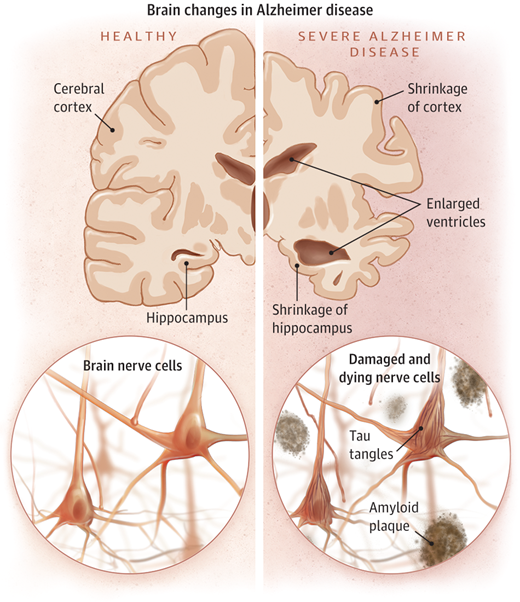 Brain changes in Alzheimer disease
HEALTHY
SEVERE ALZHEIMER
DISEASE
Cerebral
cortex
Shrinkage
of cortex
Enlarged
ventricles
Hippocampus
Shrinkage of
hippocampus
Brain nerve cells
Damaged and
dying nerve cells
Tau
tangles
Amyloid
plaque